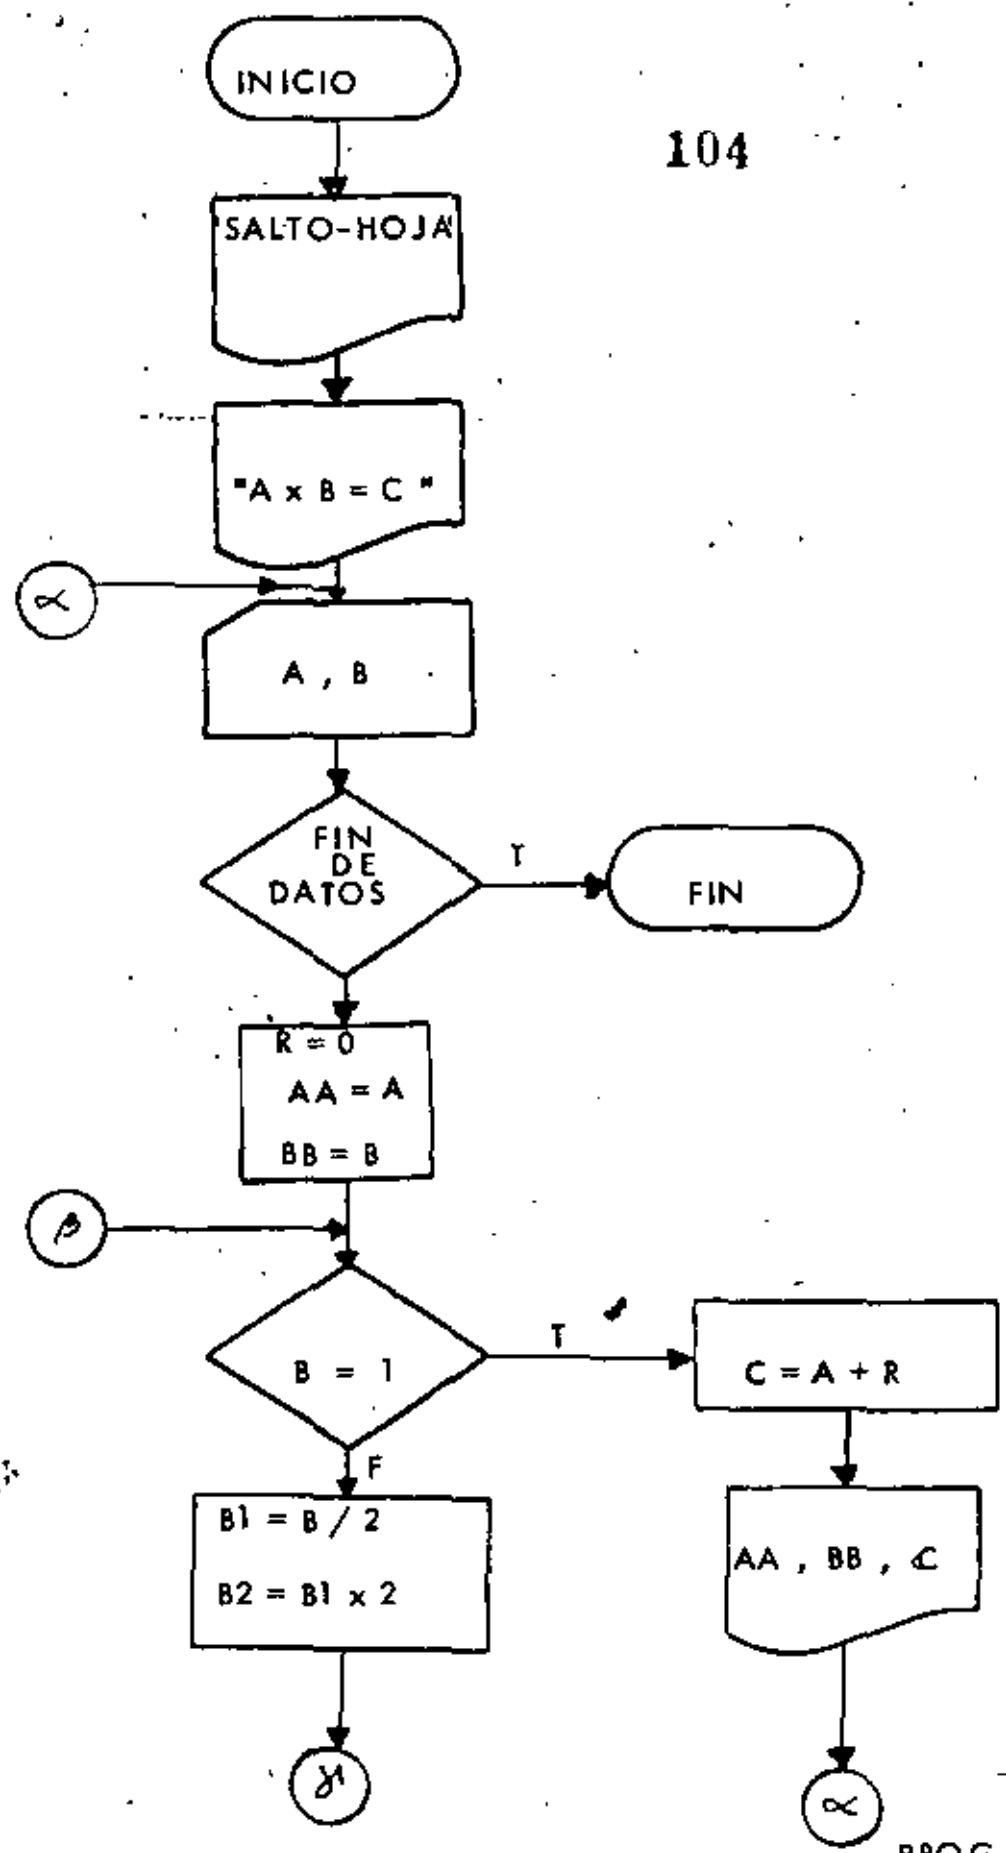 INICIO
104
'SALTO-HOJA'
"A x B = C "
α
A , B
FIN
DE
DATOS
T
FIN
R = 0
AA = A
BB = B
β
B = 1
T
C = A + R
F
B1 = B / 2
B2 = B1 x 2
AA , BB , C
α